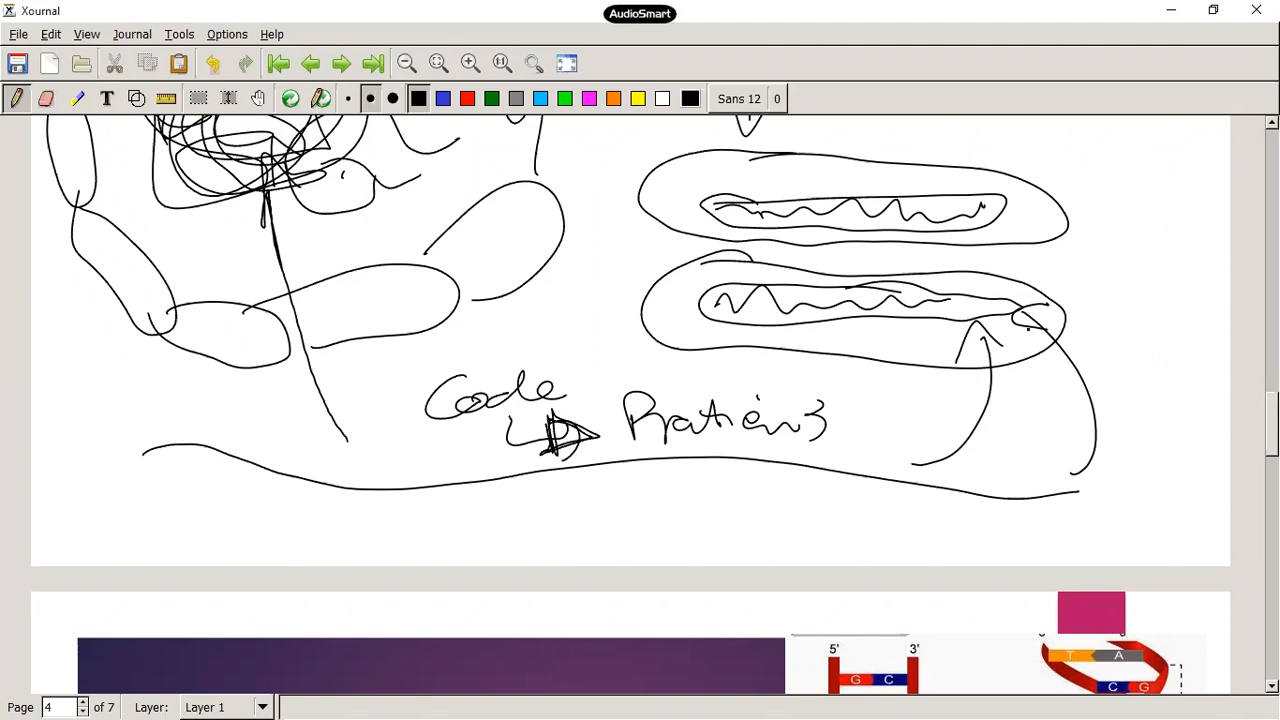 Xournal
AudioSmart
File Edit View Journal Tools Options Help
Sans 12 0
Code
Protiens
5' 3'
G C
T A
C G
Page 4 of 7 Layer: Layer 1